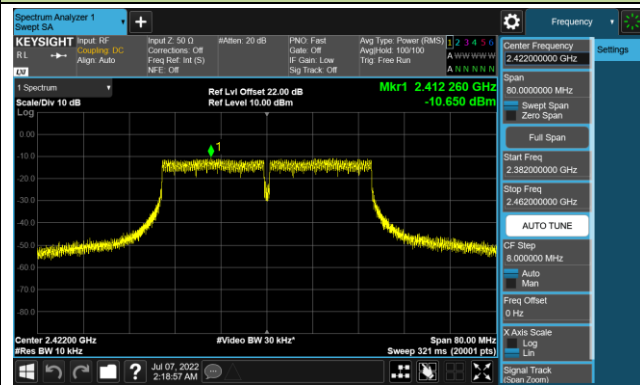 Spectrum Analyzer 1
Swept SA
+
Frequency
KEYSIGHT
Input: RF
Input Z: 50 Ω
#Atten: 20 dB
PNO: Fast
Avg Type: Power (RMS)
1 2 3 4 5 6
RL
Coupling: DC
Corrections: Off
Gate: Off
Avg|Hold: 100/100
A W W W W W
Align: Auto
Freq Ref: Int (S)
IF Gain: Low
Trig: Free Run
NFE: Off
Sig Track: Off
A N N N N N
LXI
1 Spectrum
Ref Lvl Offset 22.00 dB
Mkr1 2.412 260 GHz
Scale/Div 10 dB
Ref Level 10.00 dBm
-10.650 dBm
Log
1
0.00
-10.0
-20.0
-30.0
-40.0
-50.0
-60.0
-70.0
-80.0
Center 2.42200 GHz
#Video BW 30 kHz*
Span 80.00 MHz
#Res BW 10 kHz
Sweep 321 ms (20001 pts)
?
Jul 07, 2022
2:18:57 AM
Center Frequency
2.422000000 GHz
Settings
Span
80.0000000 MHz
Swept Span
Zero Span
Full Span
Start Freq
2.382000000 GHz
Stop Freq
2.462000000 GHz
AUTO TUNE
CF Step
8.000000 MHz
Auto
Man
Freq Offset
0 Hz
X Axis Scale
Log
Lin
Signal Track
(Span Zoom)